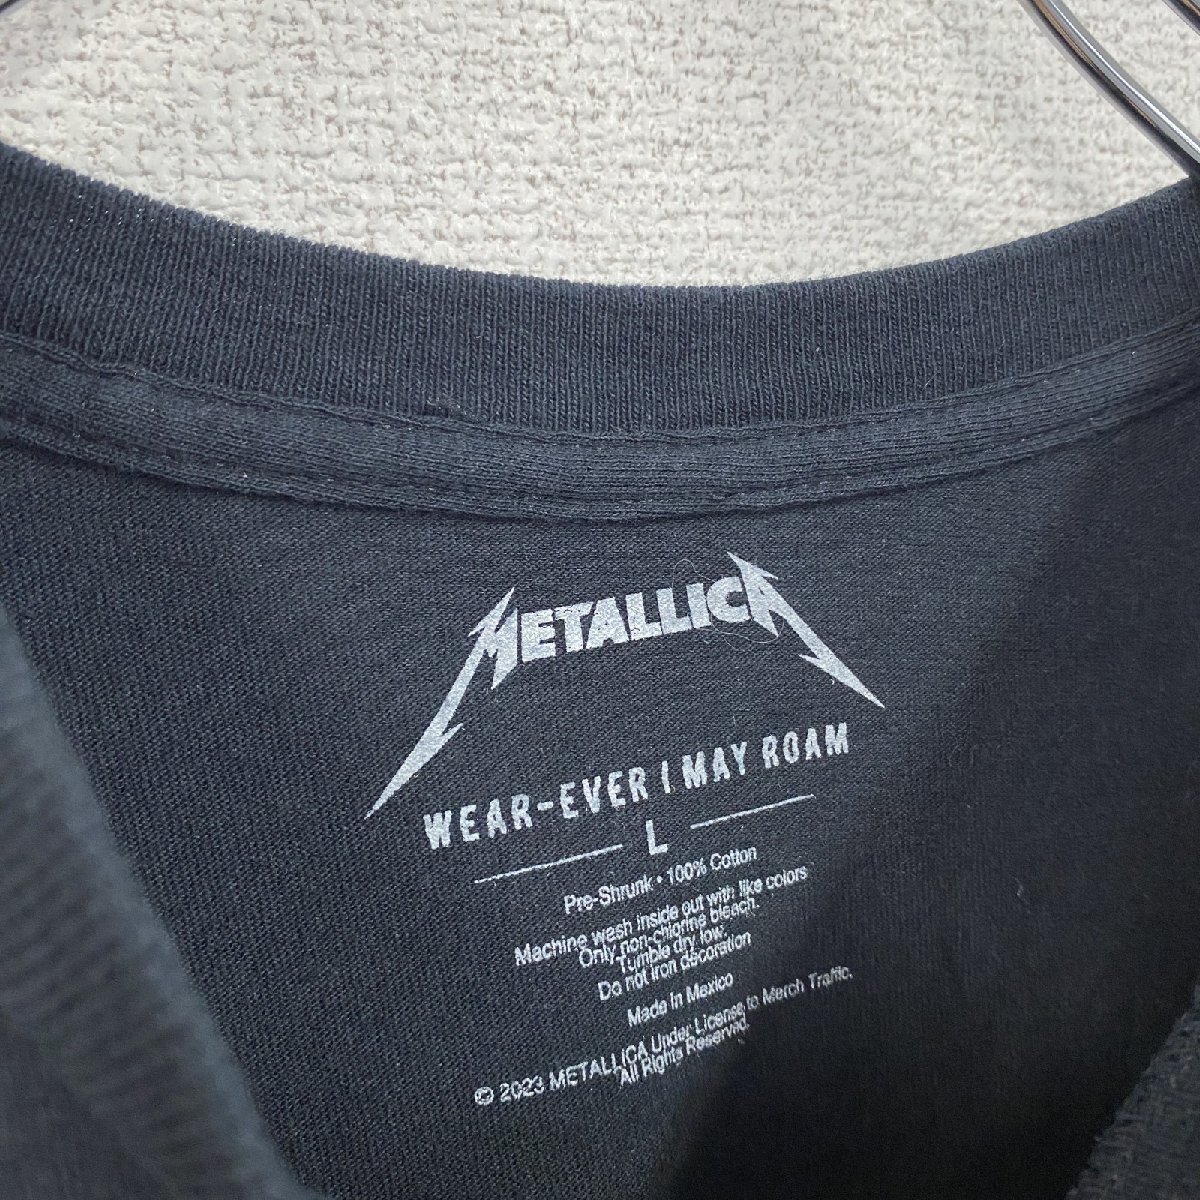 METALLICA
WEAR-EVER I MAY ROAM
L
Pre-Shrunk • 100% Cotton
Machine wash inside out with like colors
Only non-chlorine bleach.
Tumble dry low.
Do not iron decoration
Made In Mexico
© 2023 METALLICA Under License to Merch Traffic.
All Rights Reserved.